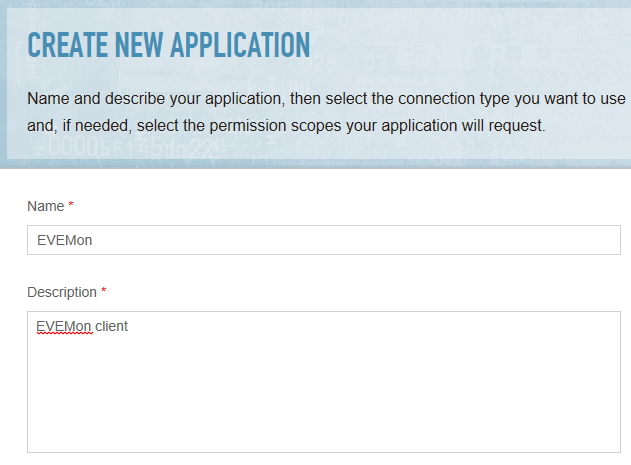 CREATE NEW APPLICATION
Name and describe your application, then select the connection type you want to use
and, if needed, select the permission scopes your application will request.
Name *
EVEMon
Description *
EVEMon client